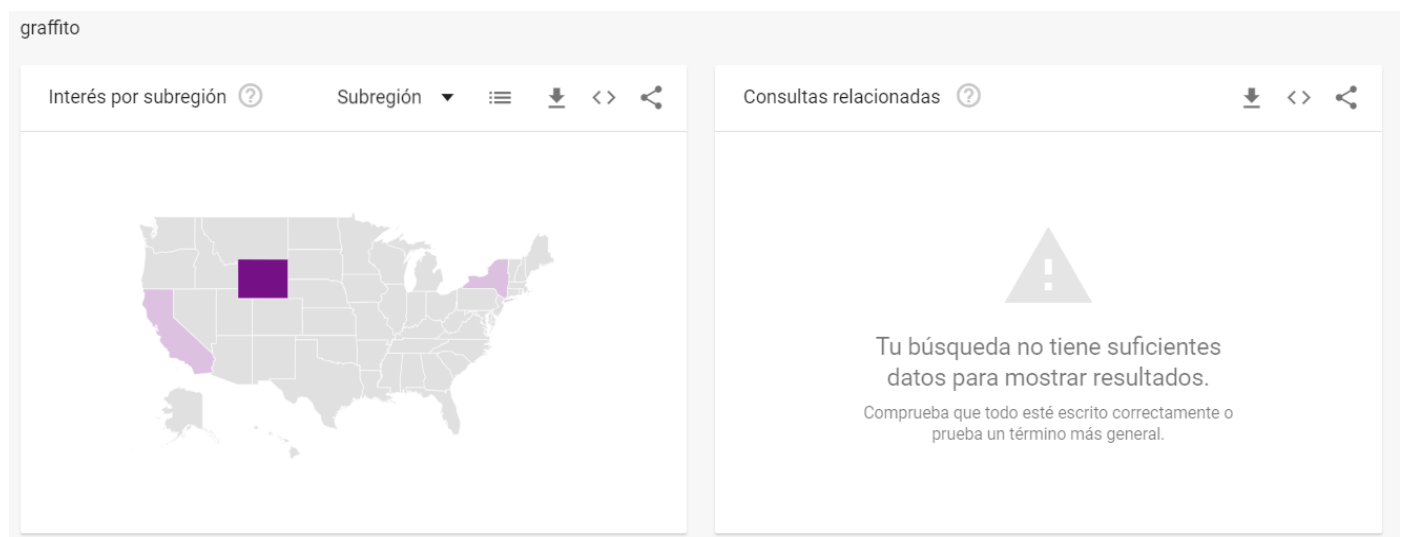 graffito
Interés por subregión
Subregión
Consultas relacionadas
Tu búsqueda no tiene suficientes
datos para mostrar resultados.
Comprueba que todo esté escrito correctamente o
prueba un término más general.